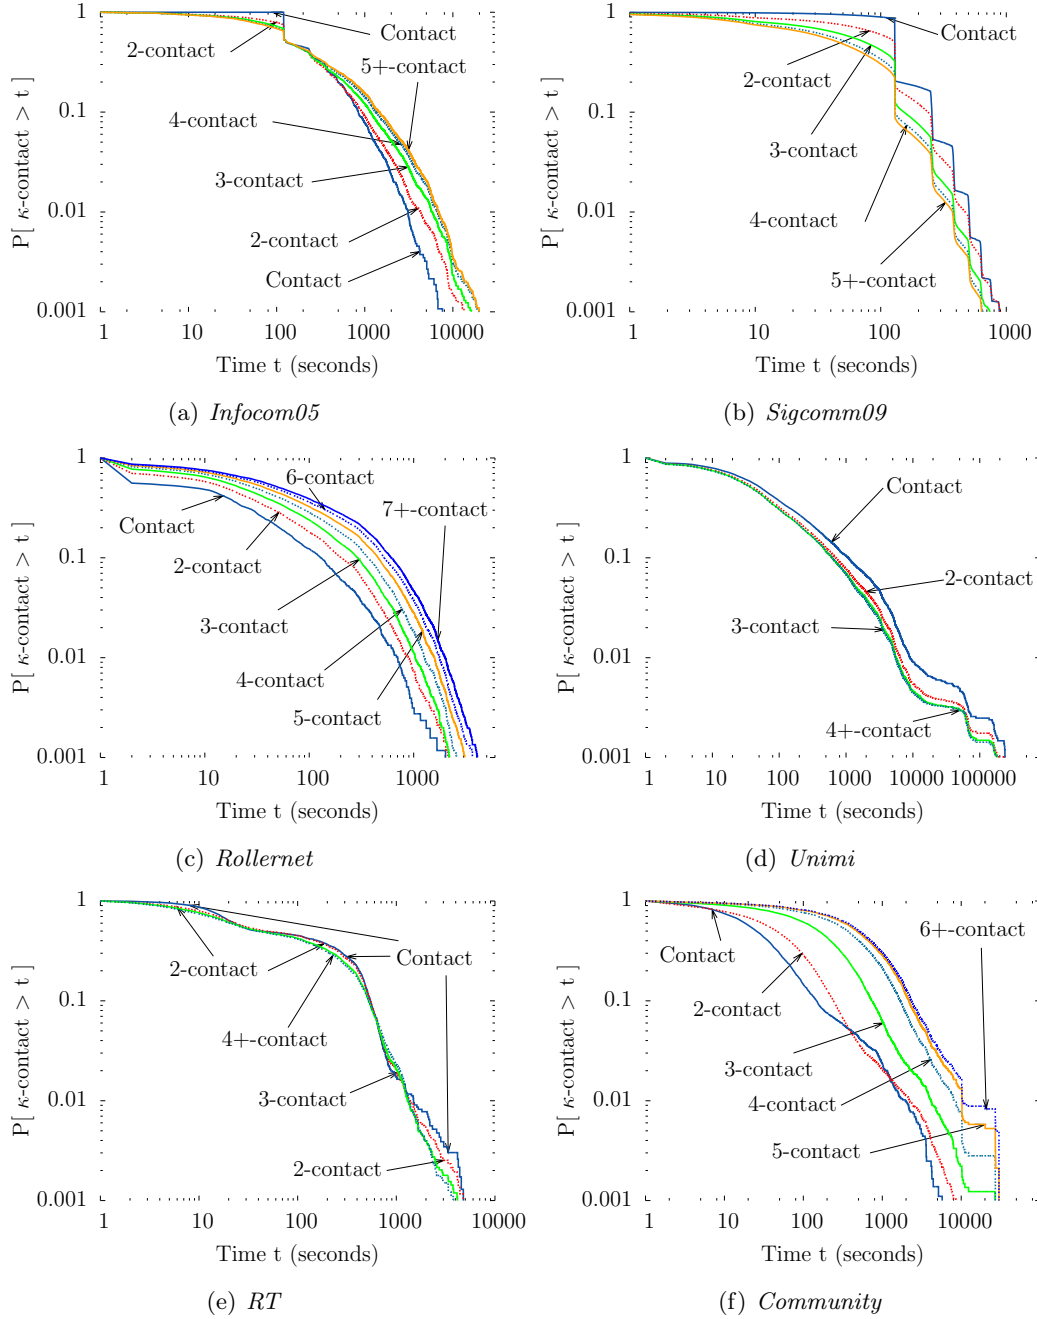 P[ κ-contact > t ]
1
0.1
0.01
0.001
1 10 100 1000 10000
Time t (seconds)
Contact
2-contact
5+-contact
4-contact
3-contact
2-contact
Contact
(a) Infocom05
P[ κ-contact > t ]
1
0.1
0.01
0.001
1 10 100 1000
Time t (seconds)
Contact
2-contact
3-contact
4-contact
5+-contact
(b) Sigcomm09
P[ κ-contact > t ]
1
0.1
0.01
0.001
1 10 100 1000 10000
Time t (seconds)
6-contact
7+-contact
Contact
2-contact
3-contact
4-contact
5-contact
(c) Rollernet
P[ κ-contact > t ]
1
0.1
0.01
0.001
1 10 100 1000 10000 100000
Time t (seconds)
Contact
2-contact
3-contact
4+-contact
(d) Unimi
P[ κ-contact > t ]
1
0.1
0.01
0.001
1 10 100 1000 10000
Time t (seconds)
2-contact
Contact
4+-contact
3-contact
2-contact
(e) RT
P[ κ-contact > t ]
1
0.1
0.01
0.001
1 10 100 1000 10000
Time t (seconds)
6+-contact
Contact
2-contact
3-contact
4-contact
5-contact
(f) Community